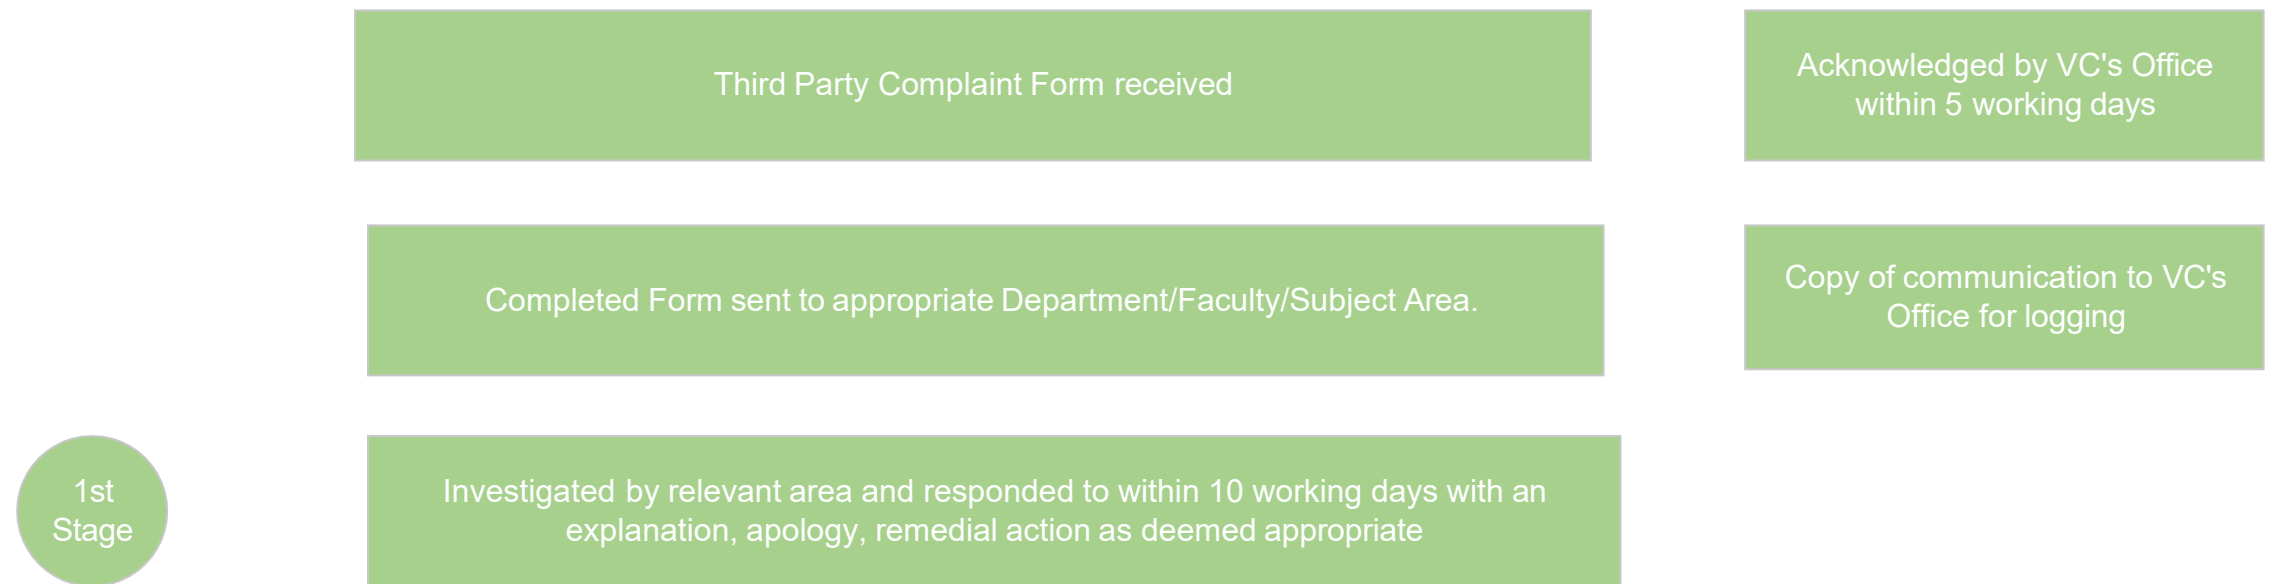 Third Party Complaint Form received
Acknowledged by VC's Office
within 5 working days
Completed Form sent to appropriate Department/Faculty/Subject Area.
Copy of communication to VC's
Office for logging
1st
Stage
Investigated by relevant area and responded to within 10 working days with an
explanation, apology, remedial action as deemed appropriate